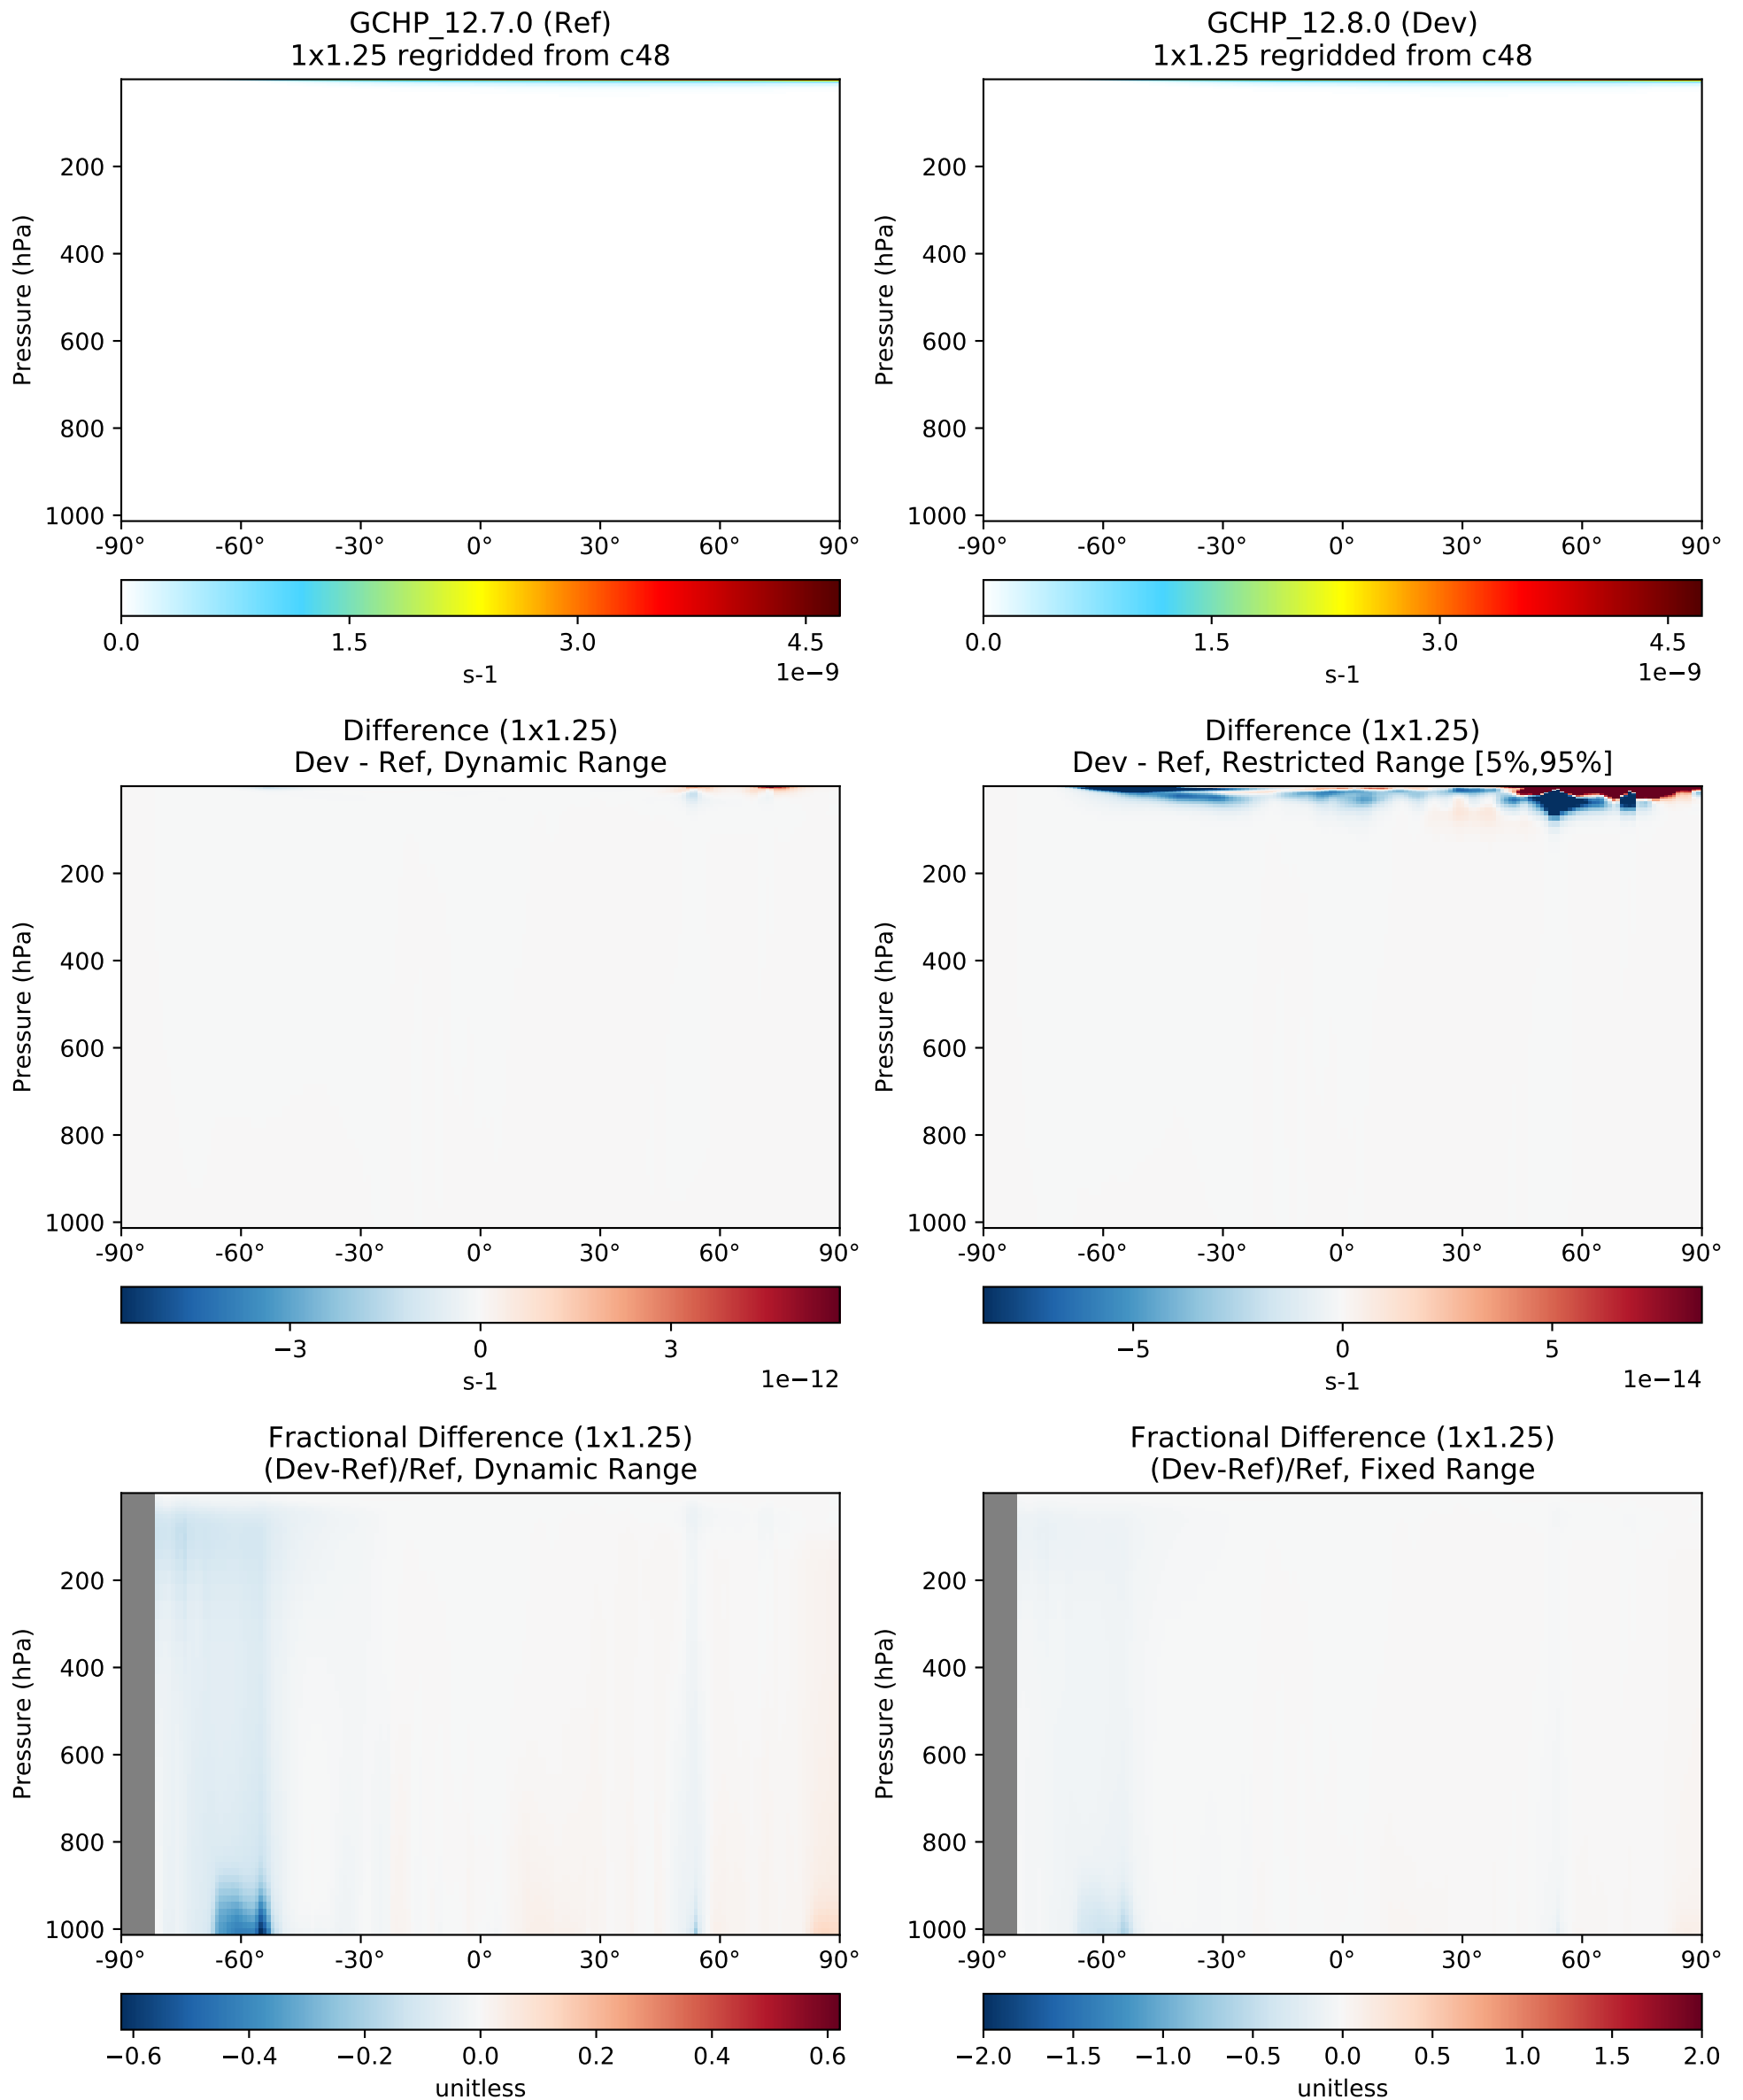 GCHP_12.7.0 (Ref)
1x1.25 regridded from c48
Pressure (hPa)
200
400
600
800
1000
-90° -60° -30° 0° 30° 60° 90°
0.0 1.5 3.0 4.5
s-1 1e−9
GCHP_12.8.0 (Dev)
1x1.25 regridded from c48
Pressure (hPa)
200
400
600
800
1000
-90° -60° -30° 0° 30° 60° 90°
0.0 1.5 3.0 4.5
s-1 1e−9
Difference (1x1.25)
Dev - Ref, Dynamic Range
Pressure (hPa)
200
400
600
800
1000
-90° -60° -30° 0° 30° 60° 90°
−3 0 3
s-1 1e−12
Difference (1x1.25)
Dev - Ref, Restricted Range [5%,95%]
Pressure (hPa)
200
400
600
800
1000
-90° -60° -30° 0° 30° 60° 90°
−5 0 5
s-1 1e−14
Fractional Difference (1x1.25)
(Dev-Ref)/Ref, Dynamic Range
Pressure (hPa)
200
400
600
800
1000
-90° -60° -30° 0° 30° 60° 90°
−0.6 −0.4 −0.2 0.0 0.2 0.4 0.6
unitless
Fractional Difference (1x1.25)
(Dev-Ref)/Ref, Fixed Range
Pressure (hPa)
200
400
600
800
1000
-90° -60° -30° 0° 30° 60° 90°
−2.0 −1.5 −1.0 −0.5 0.0 0.5 1.0 1.5 2.0
unitless